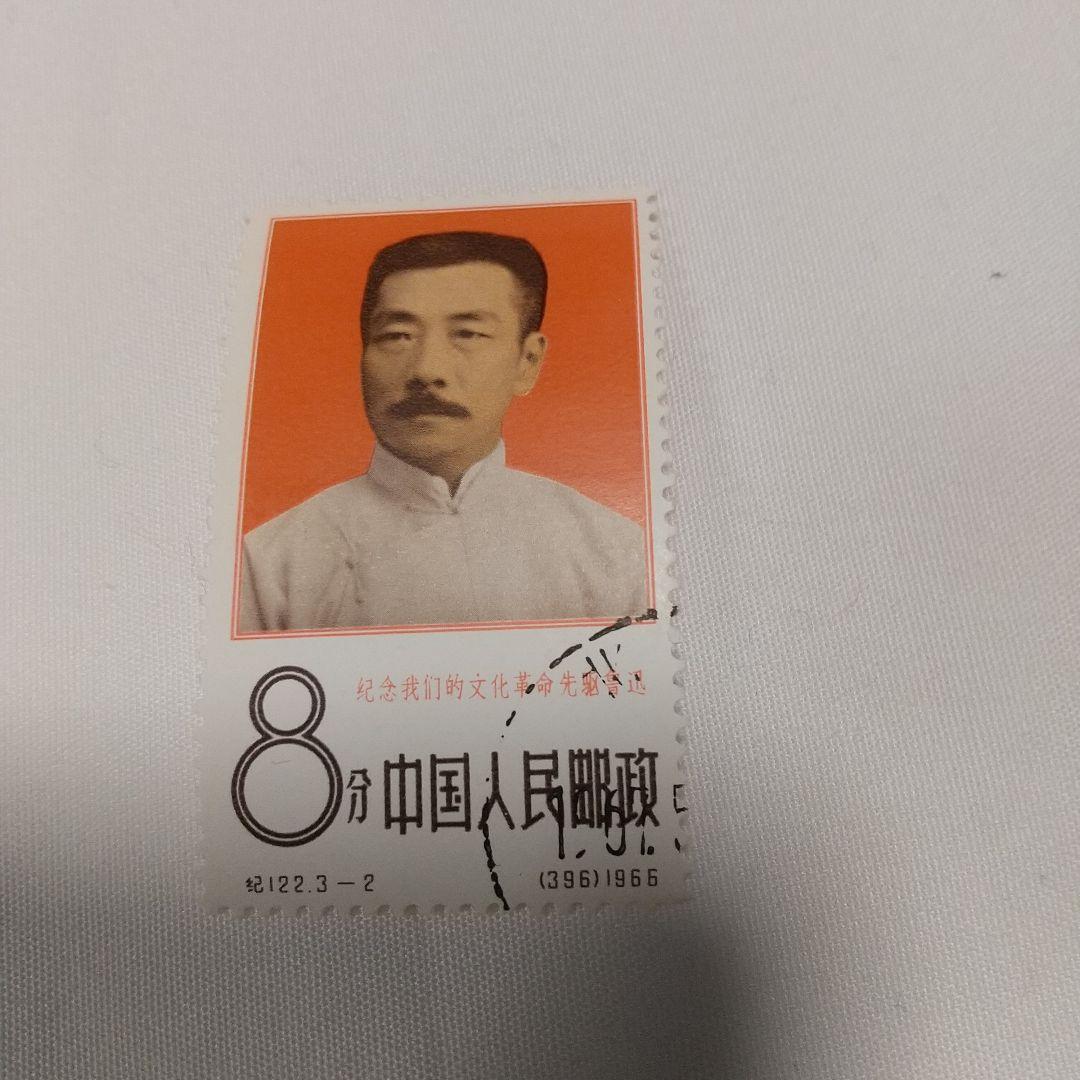 纪念我们的文化革命先驱鲁迅
8分 中国人民邮政
纪122.3-2 (396)1966